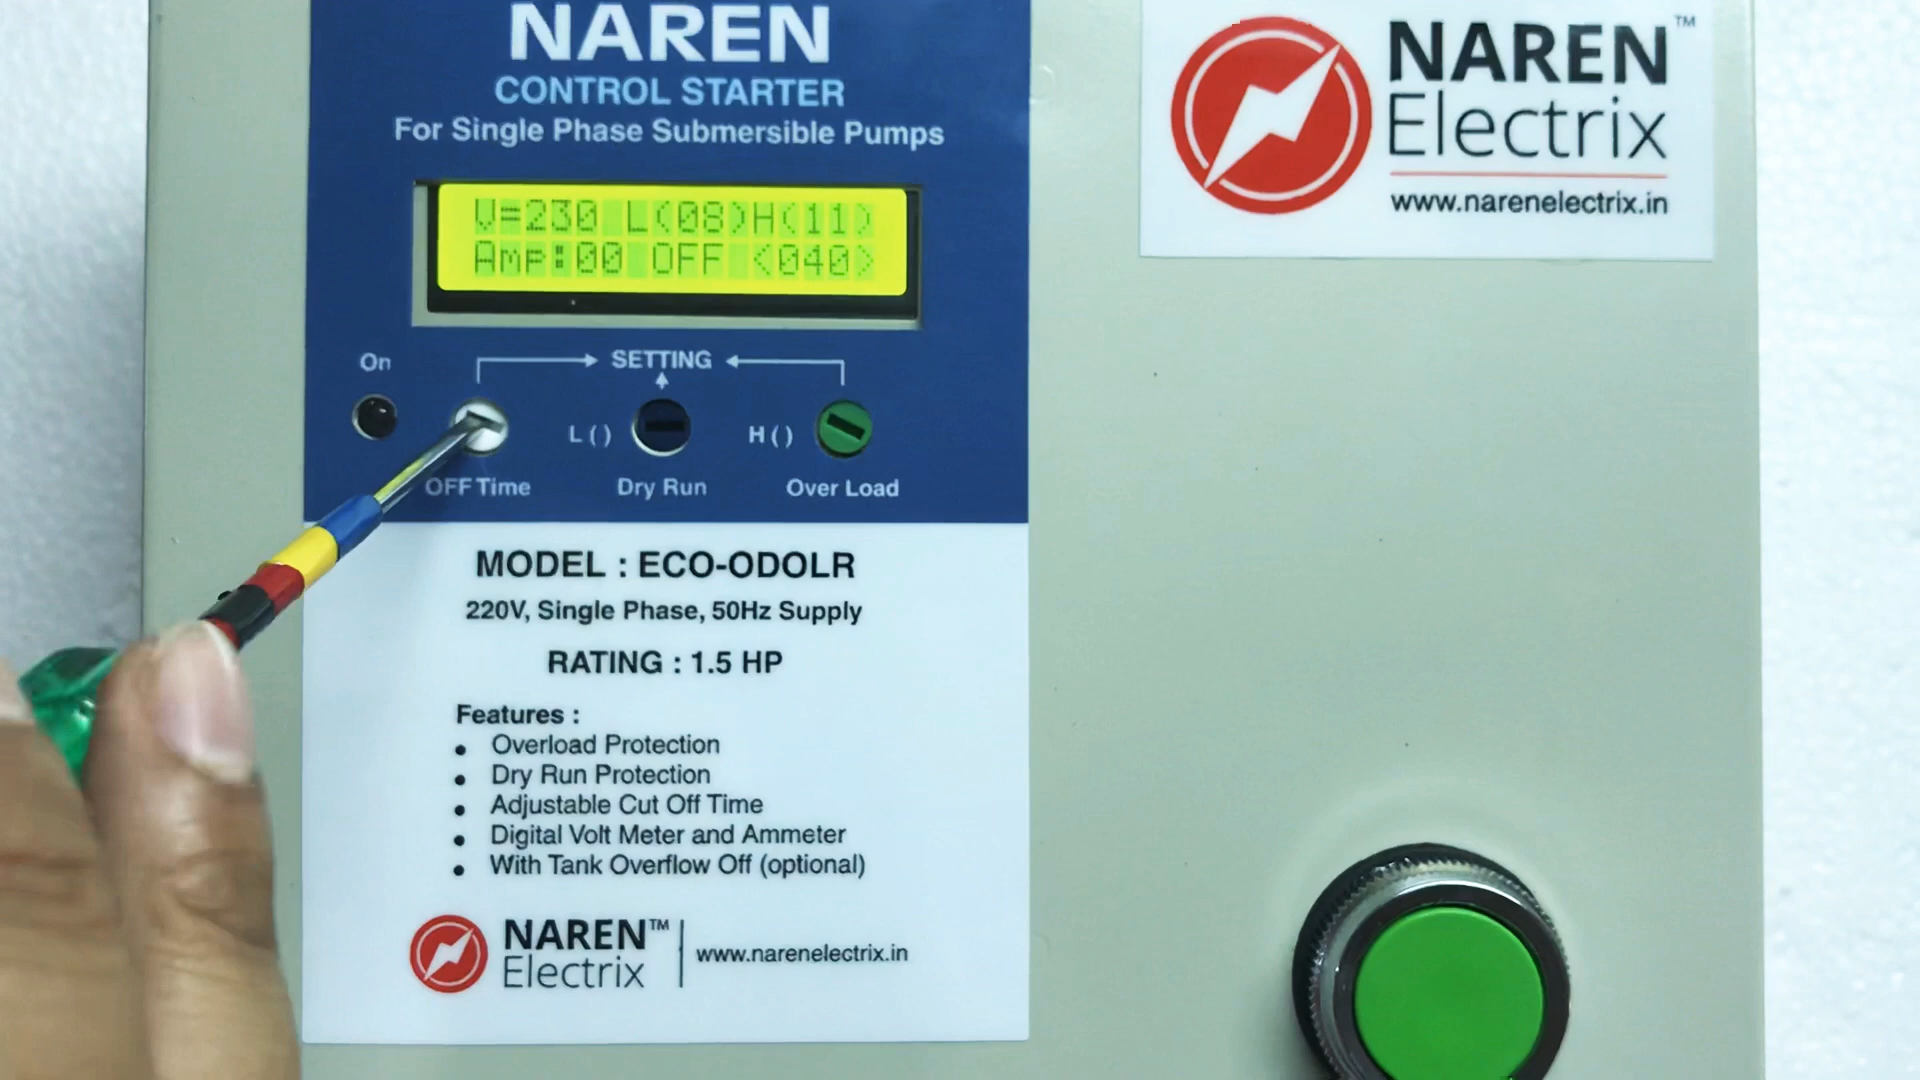 NAREN
CONTROL STARTER
For Single Phase Submersible Pumps
V=230 L(08)H(11)
Amp:00 OFF <040>
On
SETTING
L ( )
H ( )
OFF Time
Dry Run
Over Load
MODEL : ECO-ODOLR
220V, Single Phase, 50Hz Supply
RATING : 1.5 HP
Features :
• Overload Protection
• Dry Run Protection
• Adjustable Cut Off Time
• Digital Volt Meter and Ammeter
• With Tank Overflow Off (optional)
NAREN™
Electrix
www.narenelectrix.in
NAREN™
Electrix
www.narenelectrix.in